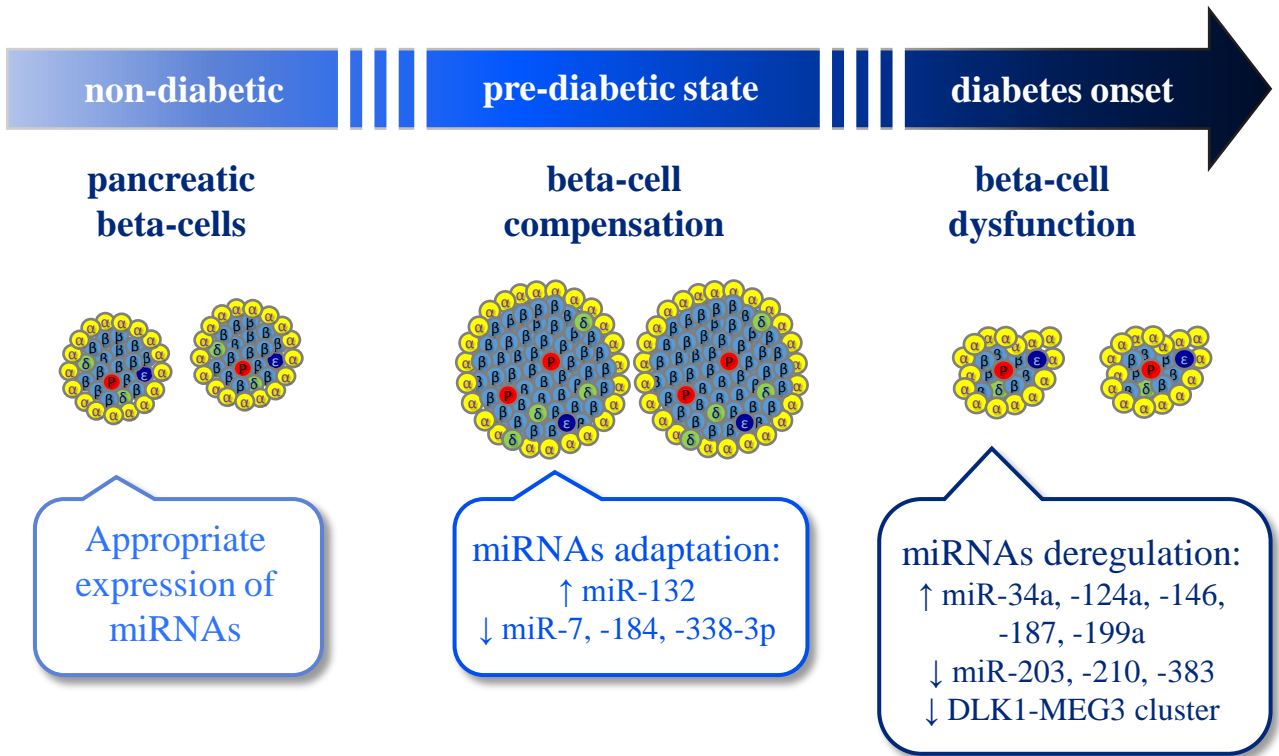 non-diabetic
pre-diabetic state
diabetes onset
pancreatic
beta-cells
beta-cell
compensation
beta-cell
dysfunction
Appropriate
expression of
miRNAs
miRNAs adaptation:
↑ miR-132
↓ miR-7, -184, -338-3p
miRNAs deregulation:
↑ miR-34a, -124a, -146,
-187, -199a
↓ miR-203, -210, -383
↓ DLK1-MEG3 cluster